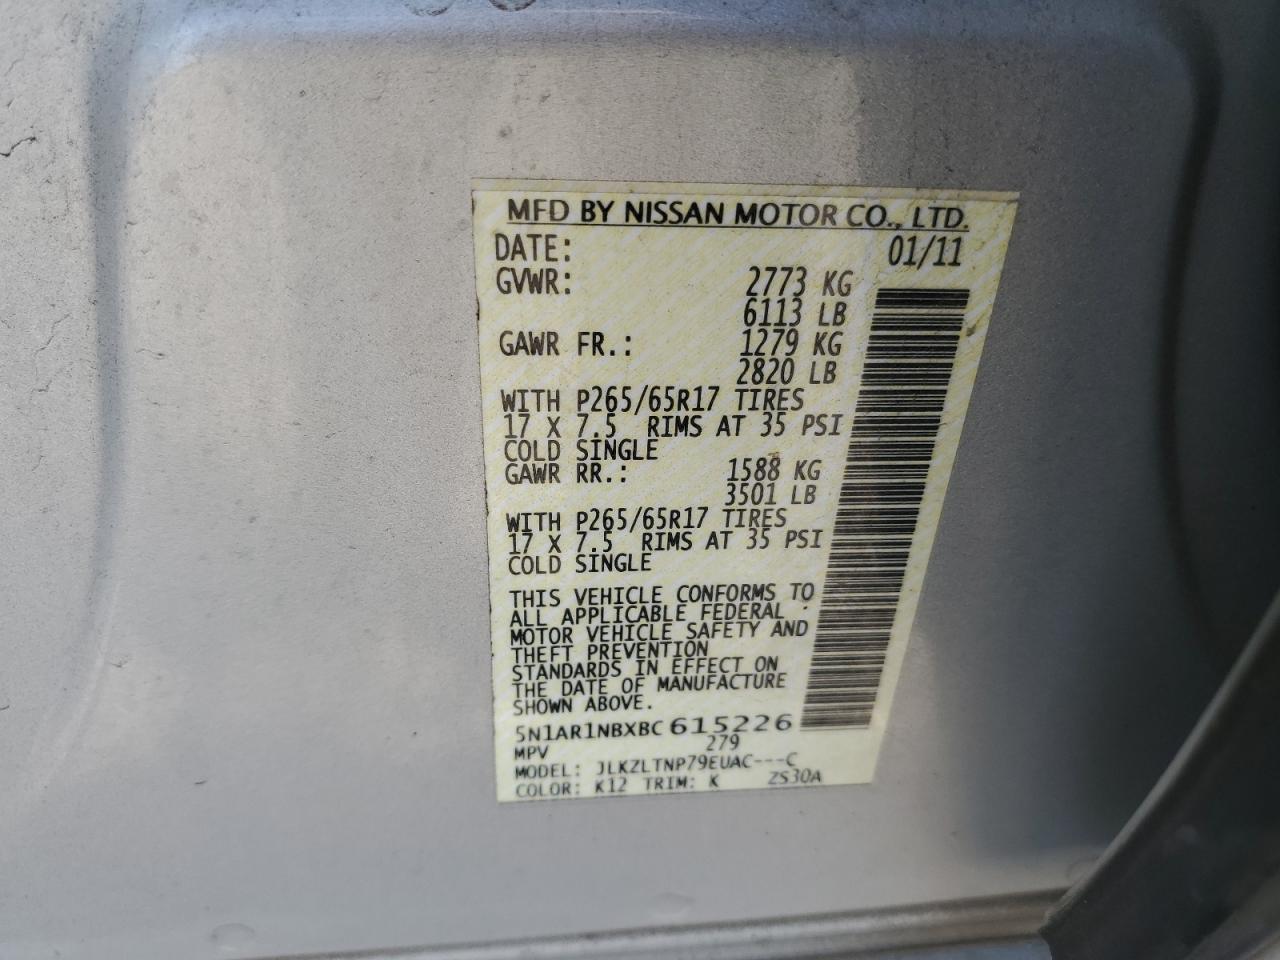 MFD BY NISSAN MOTOR CO., LTD.
DATE: 01/11
GVWR: 2773 KG
6113 LB
GAWR FR.: 1279 KG
2820 LB
WITH P265/65R17 TIRES
17 X 7.5 RIMS AT 35 PSI
COLD SINGLE
GAWR RR.: 1588 KG
3501 LB
WITH P265/65R17 TIRES
17 X 7.5 RIMS AT 35 PSI
COLD SINGLE
THIS VEHICLE CONFORMS TO
ALL APPLICABLE FEDERAL
MOTOR VEHICLE SAFETY AND
THEFT PREVENTION
STANDARDS IN EFFECT ON
THE DATE OF MANUFACTURE
SHOWN ABOVE.
5N1AR1NBXBC615226
MPV 279
MODEL: JLKZLTNP79EUAC---C
COLOR: K12 TRIM: K ZS30A